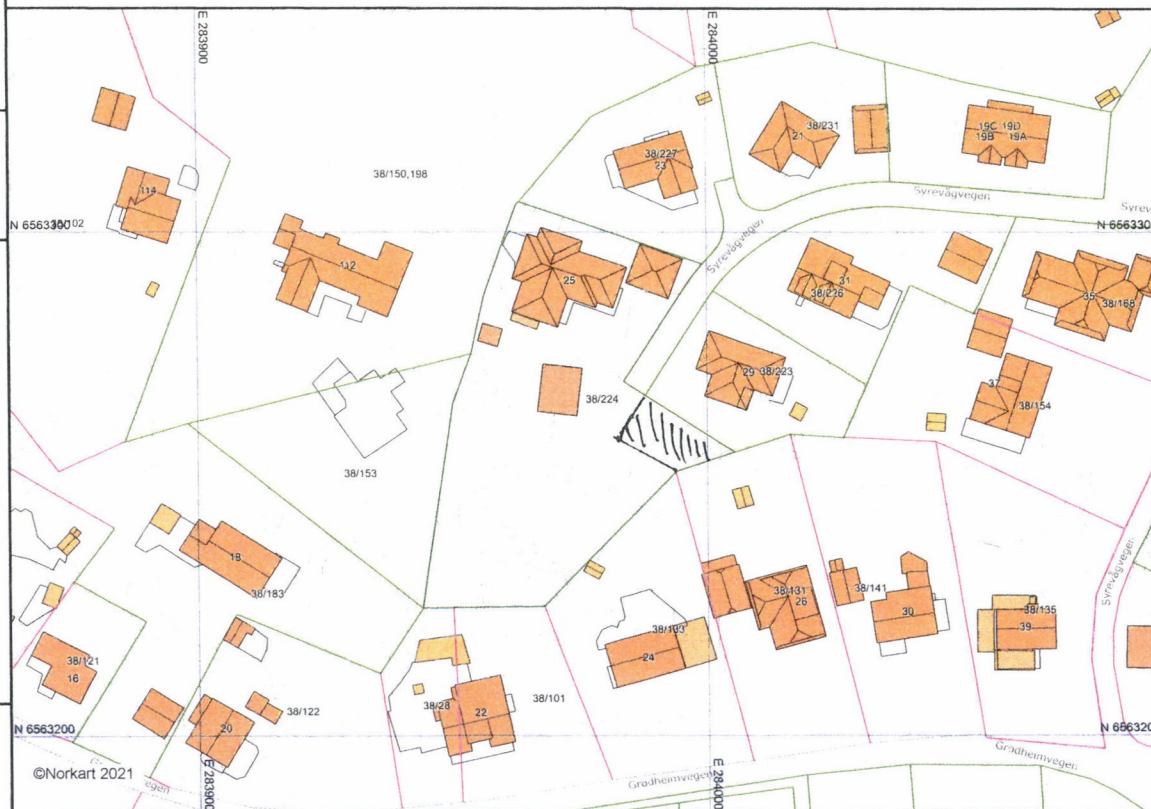 E 283900
E 284000
38/231
21
19C 19D
19B 19A
38/227
23
38/150,198
114
Syrevågvegen
N 6563300
Syrevågvegen
N 656330
112
25
31
38/226
35
38/168
29 38/223
37
38/154
38/224
38/153
18
38/183
Syrevågvegen
38/141
38/131
26
30
38/135
39
38/121
16
24
38/101
38/28
22
38/122
20
N 6563200
N 656320
Grødheimvegen
Grødheimvegen
©Norkart 2021
E 283900
E 284000